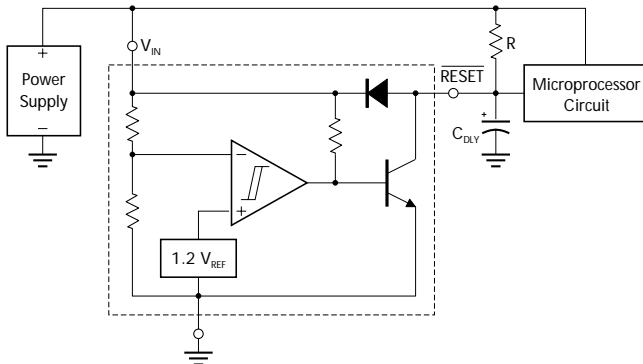 +
Power
Supply
−
V_IN
R
RESET
Microprocessor
Circuit
+
C_DLY
−
+
1.2 V_REF